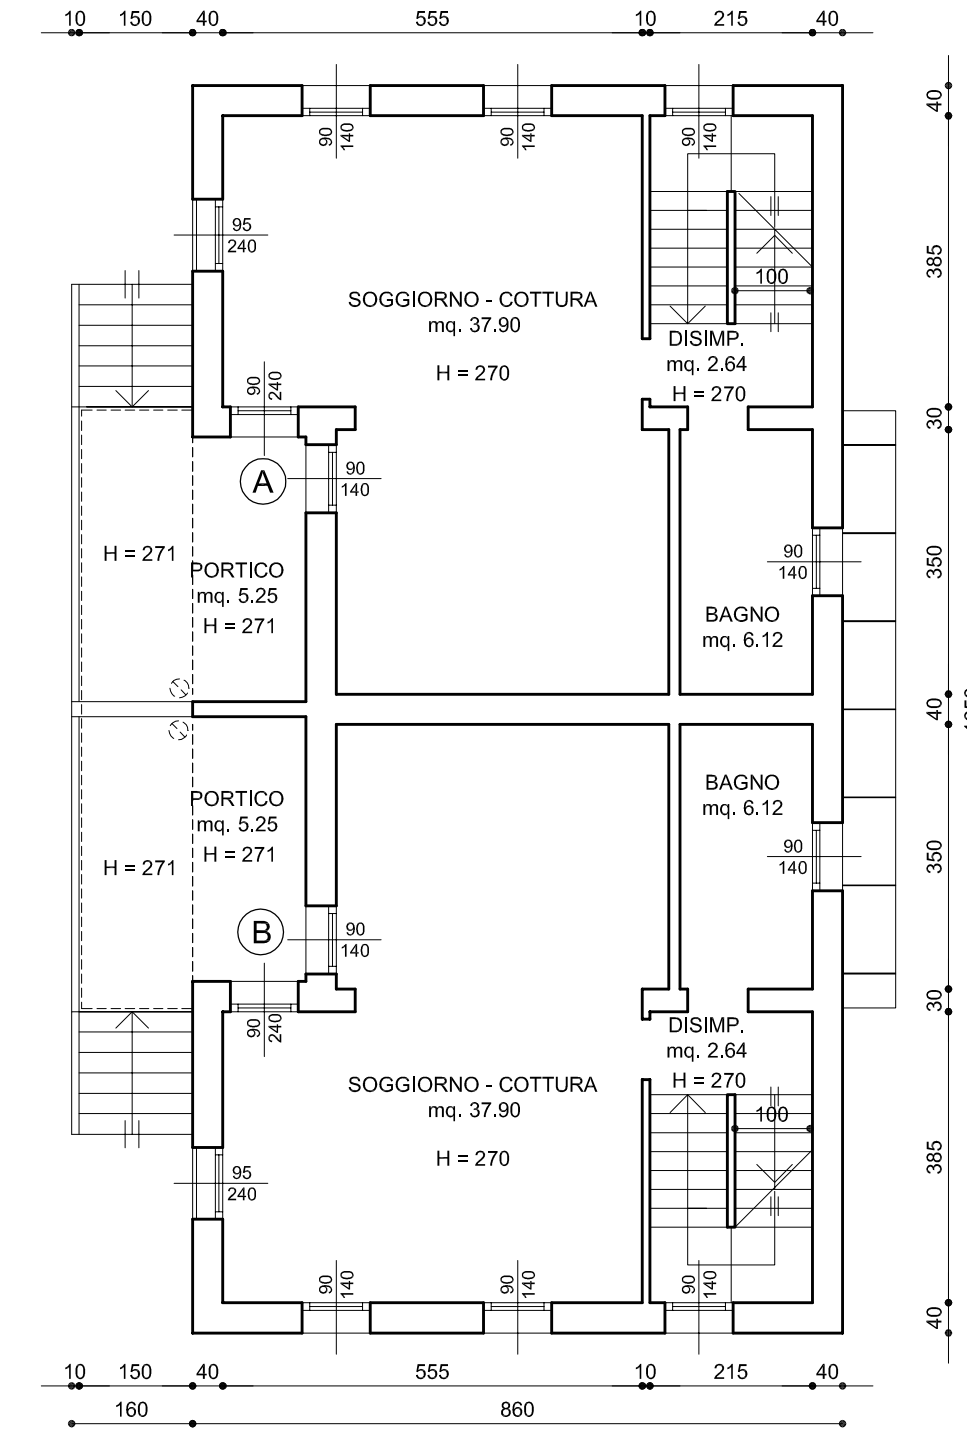 10 150 40 555 10 215 40
40
90 140
90 140
90 140
95
240
385
100
SOGGIORNO - COTTURA
mq. 37.90
H = 270
DISIMP.
mq. 2.64
H = 270
90 240
30
A
90
140
H = 271
PORTICO
mq. 5.25
H = 271
90
140
350
BAGNO
mq. 6.12
40
BAGNO
mq. 6.12
PORTICO
mq. 5.25
H = 271
H = 271
90
140
350
B
90
140
30
90 240
DISIMP.
mq. 2.64
H = 270
SOGGIORNO - COTTURA
mq. 37.90
H = 270
100
385
95
240
90 140
90 140
90 140
40
10 150 40 555 10 215 40
160 860